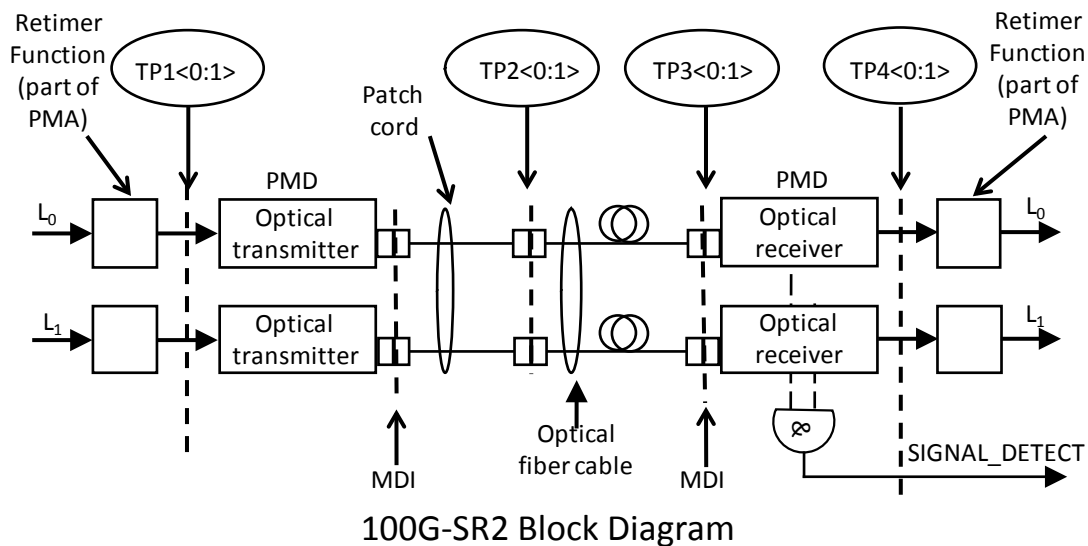 Retimer
Function
(part of
PMA)
TP1<0:1>
TP2<0:1>
TP3<0:1>
TP4<0:1>
Retimer
Function
(part of
PMA)
Patch
cord
PMD
PMD
L0
Optical
transmitter
Optical
receiver
L0
L1
Optical
transmitter
Optical
receiver
L1
&
MDI
Optical
fiber cable
MDI
SIGNAL_DETECT
100G-SR2 Block Diagram